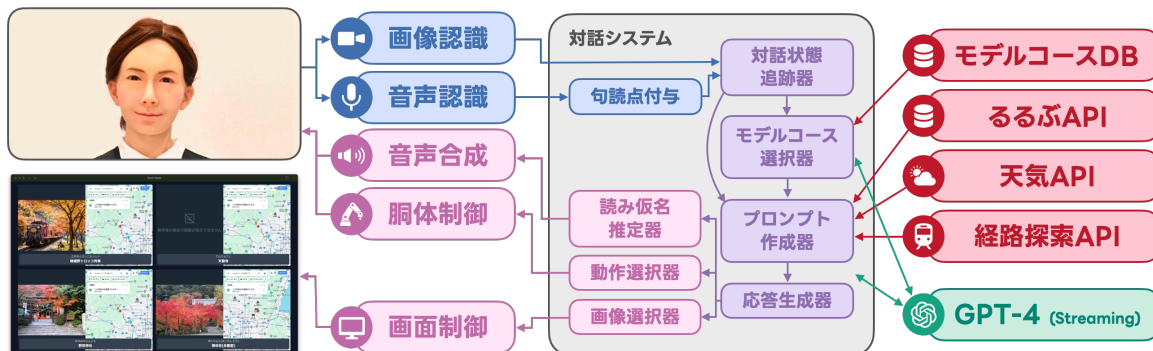 画像認識
音声認識
音声合成
胴体制御
画面制御
対話システム
句読点付与
読み仮名
推定器
動作選択器
画像選択器
対話状態
追跡器
モデルコース
選択器
プロンプト
作成器
応答生成器
モデルコースDB
るるぶAPI
天気API
経路探索API
GPT-4 (Streaming)